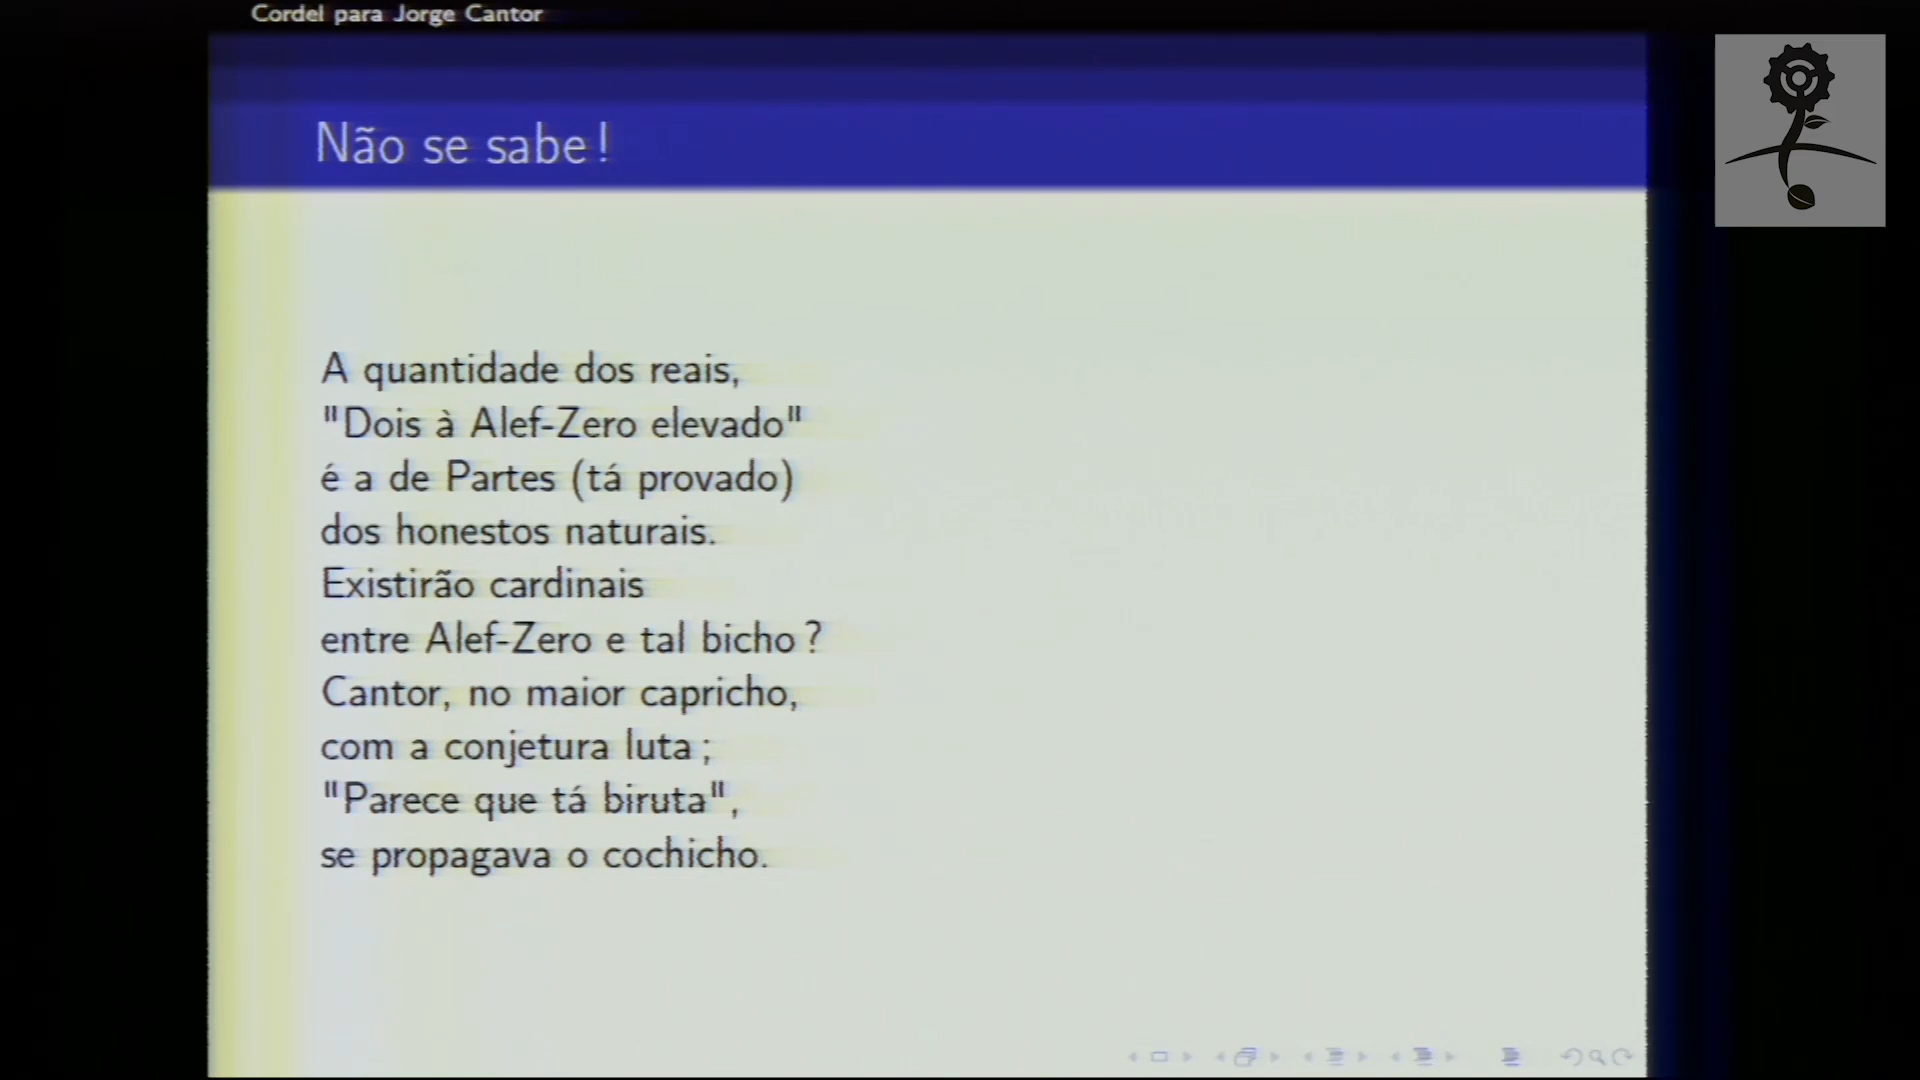 Cordel para Jorge Cantor
Não se sabe !
A quantidade dos reais,
"Dois à Alef-Zero elevado"
é a de Partes (tá provado)
dos honestos naturais.
Existirão cardinais
entre Alef-Zero e tal bicho ?
Cantor, no maior capricho,
com a conjetura luta ;
"Parece que tá biruta",
se propagava o cochicho.